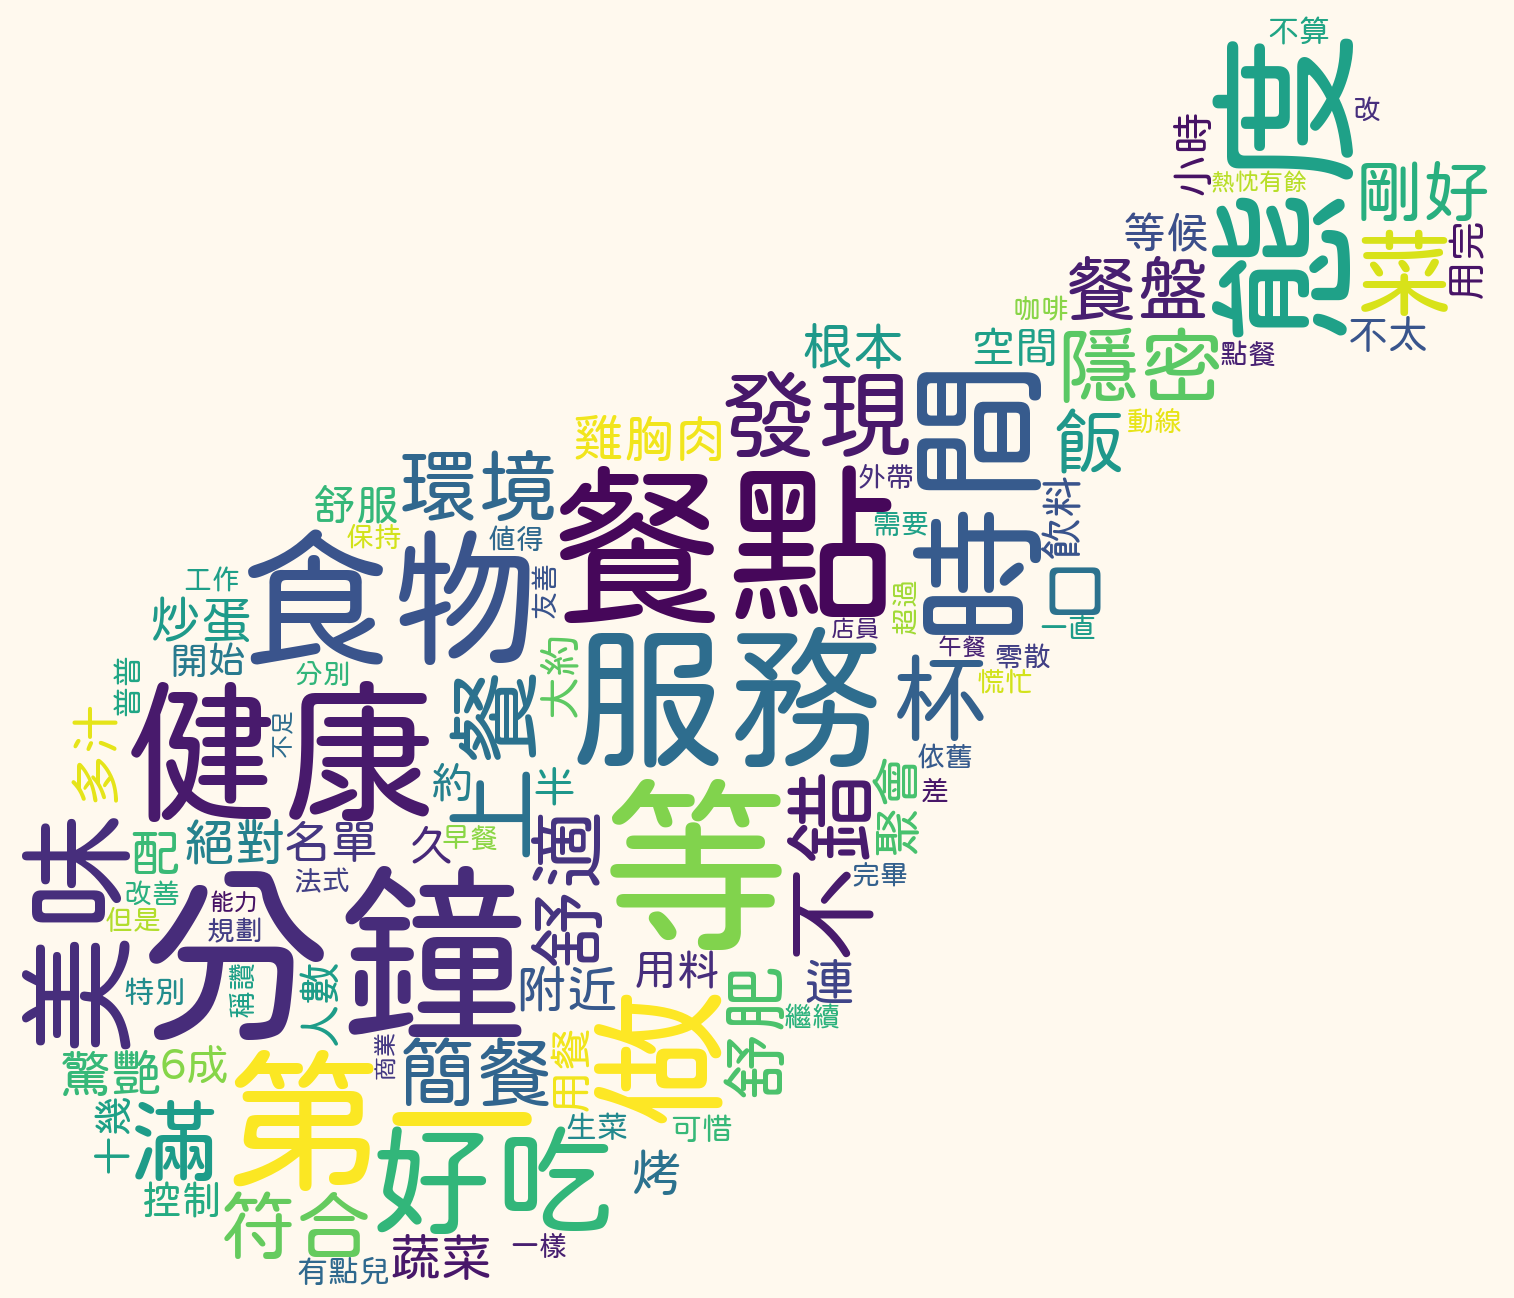 不算
態度
改
小時
熱忱有餘
剛好
等候
菜
用完
餐盤
咖啡
不太
根本
空間
隱密
點餐
發現
時間
飯
動線
雞胸肉
環境
外帶
餐點
舒服
飲料
需要
保持
值得
食物
工作
友善
口
超過
炒蛋
一直
店員
午餐
零散
開始
大約
服務
杯
慌忙
分別
普普
健康
不足
上餐
依舊
多汁
約
半
聚會
差
等
不錯
舒適
美味
配
絕對
名單
久
早餐
完畢
改善
法式
分鐘
能力
但是
規劃
用料
特別
稱讚
人數
附近
連
舒肥
繼續
做
商業
簡餐
用餐
驚艷
6成
第一
十幾
滿
生菜
可惜
好吃
烤
控制
符合
蔬菜
一樣
有點兒